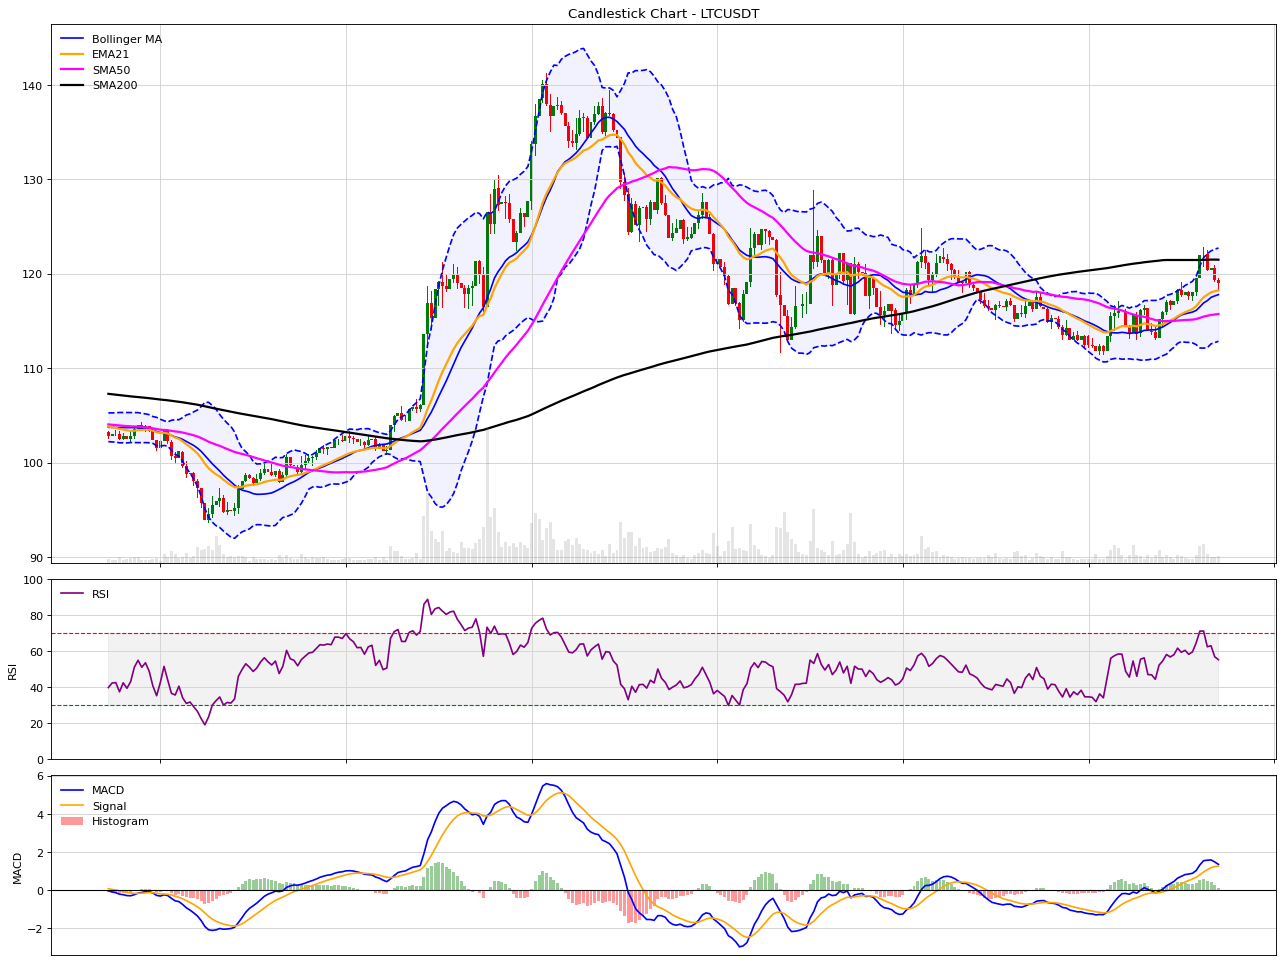 Candlestick Chart - LTCUSDT
Bollinger MA
EMA21
SMA50
SMA200
140
130
120
110
100
90
100
80
60
40
20
0
RSI
RSI
6
4
2
0
−2
MACD
MACD
Signal
Histogram